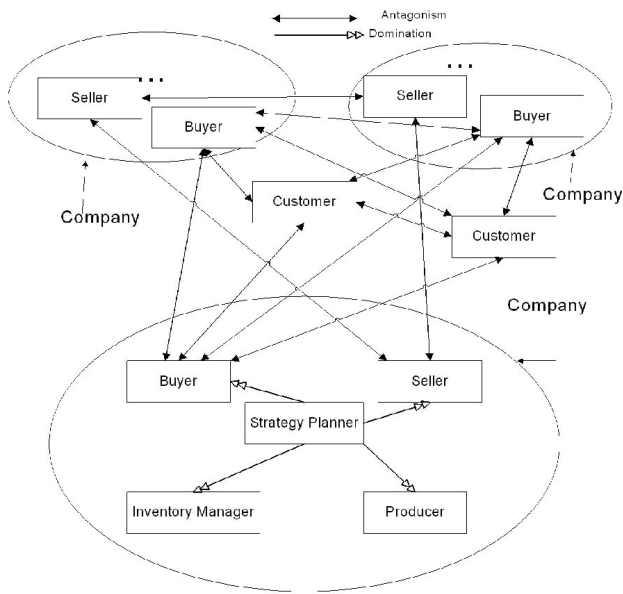 Antagonism
Domination
...
...
Seller
Seller
Buyer
Buyer
Customer
Company
Company
Customer
Company
Buyer
Seller
Strategy Planner
Inventory Manager
Producer